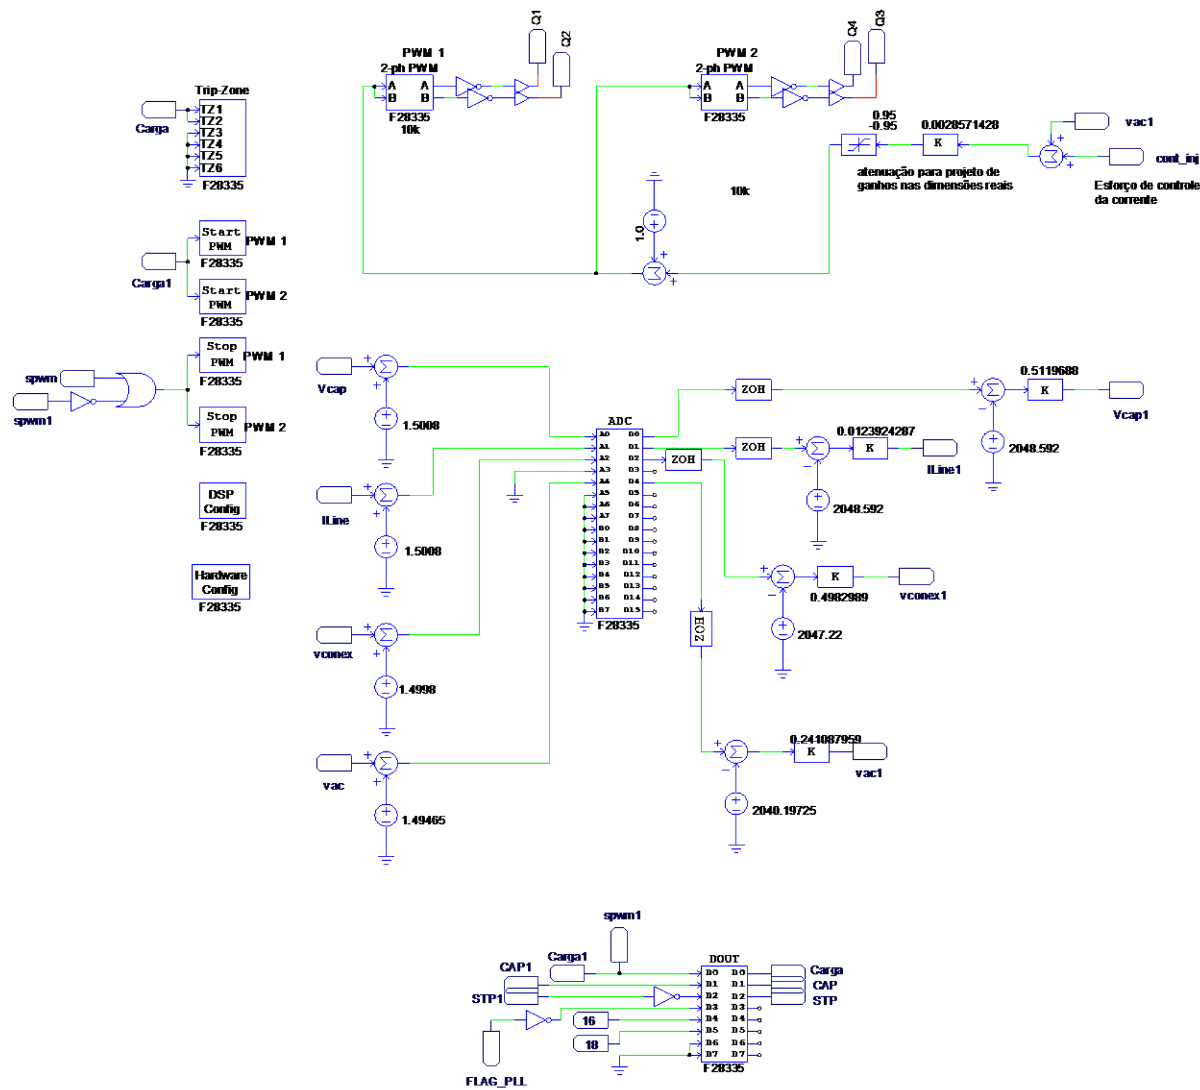 Q1
Q2
Q4
Q3
PWM 1
2-ph PWM
A A
B B
F28335
10k
PWM 2
2-ph PWM
A A
B B
F28335
10k
Trip-Zone
Carga
TZ1
TZ2
TZ3
TZ4
TZ5
TZ6
F28335
0.95
-0.95
K
0.0028571428
vac1
cont_inj
atenuação para projeto de
ganhos nas dimensões reais
Esforço de controle
da corrente
1.0
Carga1
Start
PWM
PWM 1
F28335
Start
PWM
PWM 2
F28335
spwm
spwm1
Stop
PWM
PWM 1
F28335
Stop
PWM
PWM 2
F28335
DSP
Config
F28335
Hardware
Config
F28335
Vcap
1.5008
ILine
1.5008
vconex
1.4998
vac
1.49465
ADC
A0 D0
A1 D1
A2 D2
A3 D3
A4 D4
A5 D5
A6 D6
A7 D7
B0 D8
B1 D9
B2 D10
B3 D11
B4 D12
B5 D13
B6 D14
B7 D15
F28335
ZOH
ZOH
ZOH
ZOH
0.5119688
K
Vcap1
2048.592
0.0123924287
K
ILine1
2048.592
K
0.4982989
vconex1
2047.22
0.241087959
K
vac1
2040.19725
spwm1
Carga1
CAP1
STP1
16
18
FLAG_PLL
DOUT
D0 D0
D1 D1
D2 D2
D3 D3
D4 D4
D5 D5
D6 D6
D7 D7
F28335
Carga
CAP
STP